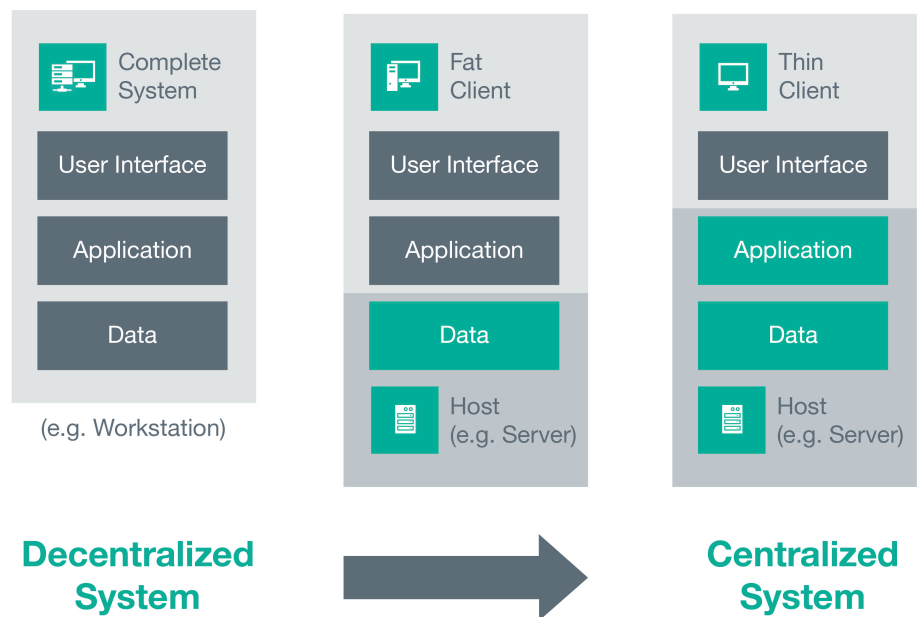 Complete
System
User Interface
Application
Data
(e.g. Workstation)
Fat
Client
User Interface
Application
Data
Host
(e.g. Server)
Thin
Client
User Interface
Application
Data
Host
(e.g. Server)
Decentralized
System
Centralized
System